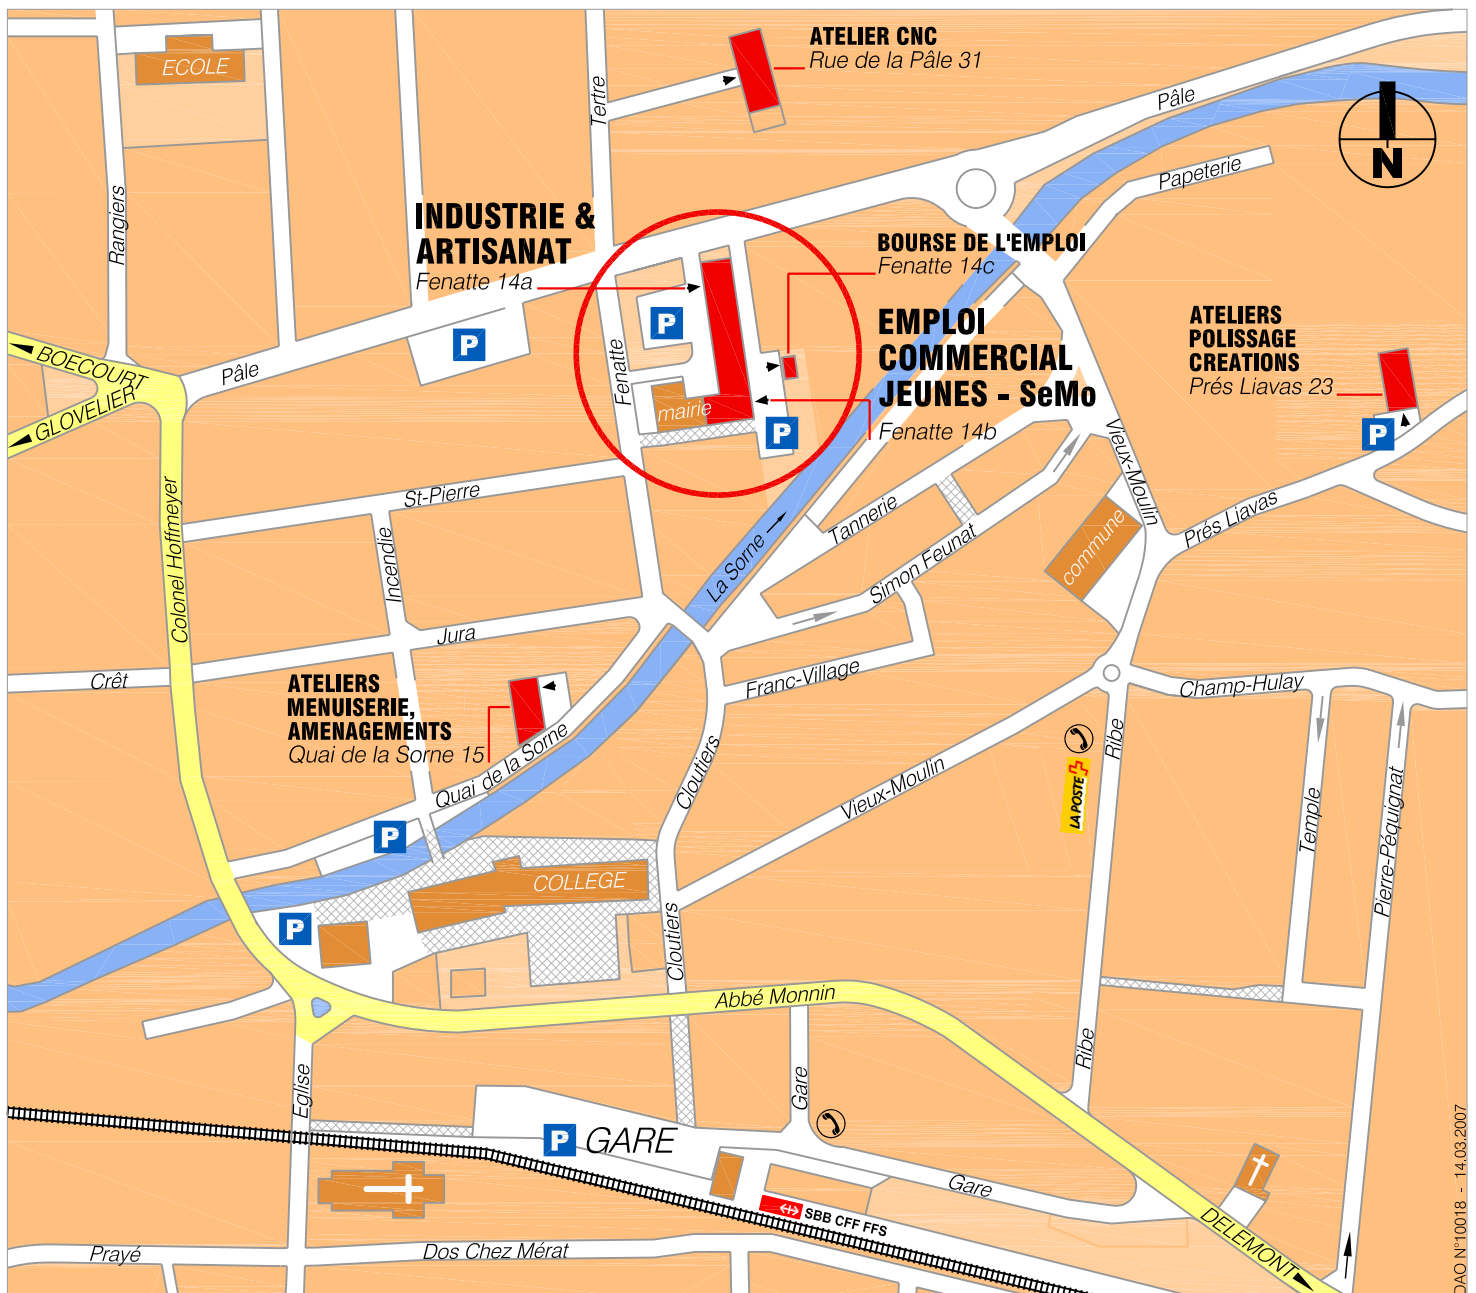 ECOLE
ATELIER CNC
Rue de la Pâle 31
Tertre
Pâle
N
Papeterie
Rangiers
INDUSTRIE &
ARTISANAT
Fenatte 14a
BOURSE DE L'EMPLOI
Fenatte 14c
EMPLOI
COMMERCIAL
JEUNES - SeMo
Fenatte 14b
ATELIERS
POLISSAGE
CREATIONS
Prés Liavas 23
P
P
P
P
BOECOURT
GLOVELIER
Pâle
Fenatte
mairie
Vieux-Moulin
Colonel Hoffmeyer
St-Pierre
Incendie
La Sorne
Tannerie
Simon Feunat
commune
Prés Liavas
Jura
Crêt
Franc-Village
Champ-Hulay
ATELIERS
MENUISERIE,
AMENAGEMENTS
Quai de la Sorne 15
Quai de la Sorne
Cloutiers
Vieux-Moulin
Ribe
LA POSTE
Temple
Pierre-Péquignat
P
COLLEGE
P
Cloutiers
Abbé Monnin
Ribe
Eglise
Gare
P GARE
Gare
SBB CFF FFS
DELEMONT
Prayé
Dos Chez Mérat
DAO N°10018 - 14.03.2007